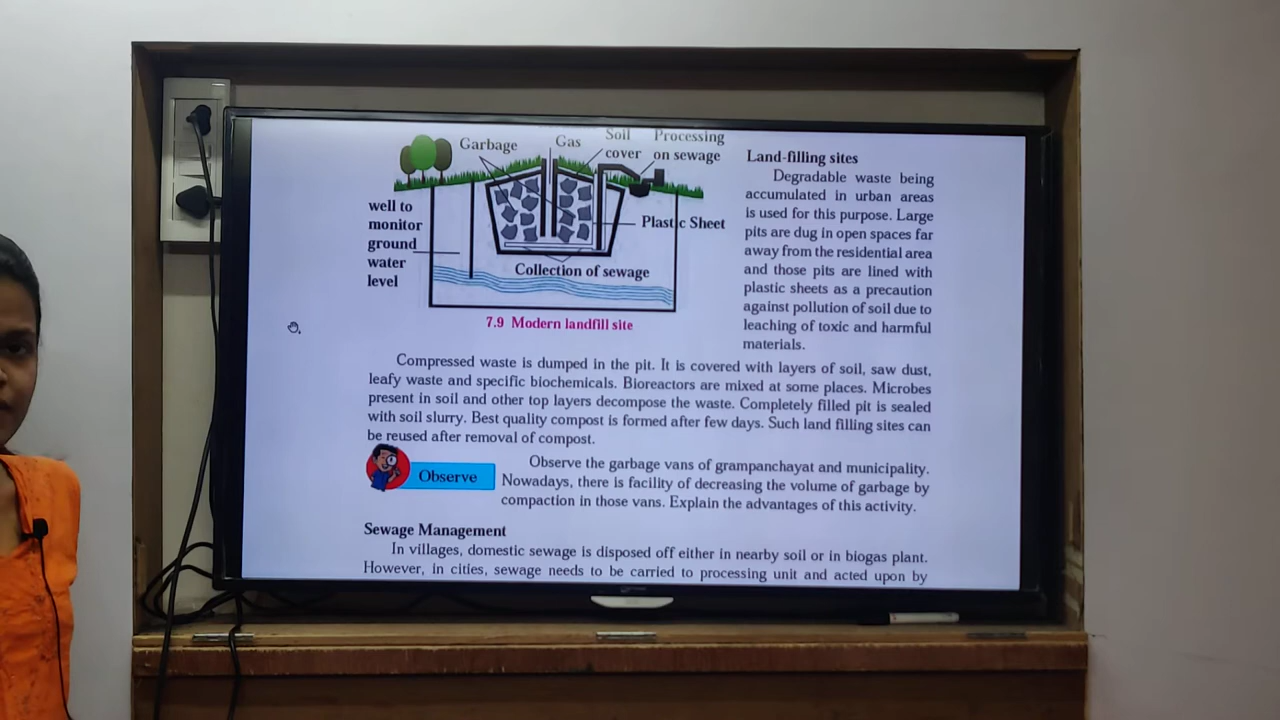 Garbage
Gas
Soil cover
Processing on sewage
well to
monitor
ground
water
level
Plastic Sheet
Collection of sewage
7.9 Modern landfill site
Land-filling sites
Degradable waste being
accumulated in urban areas
is used for this purpose. Large
pits are dug in open spaces far
away from the residential area
and those pits are lined with
plastic sheets as a precaution
against pollution of soil due to
leaching of toxic and harmful
materials.
Compressed waste is dumped in the pit. It is covered with layers of soil, saw dust,
leafy waste and specific biochemicals. Bioreactors are mixed at some places. Microbes
present in soil and other top layers decompose the waste. Completely filled pit is sealed
with soil slurry. Best quality compost is formed after few days. Such land filling sites can
be reused after removal of compost.
Observe
Observe the garbage vans of grampanchayat and municipality.
Nowadays, there is facility of decreasing the volume of garbage by
compaction in those vans. Explain the advantages of this activity.
Sewage Management
In villages, domestic sewage is disposed off either in nearby soil or in biogas plant.
However, in cities, sewage needs to be carried to processing unit and acted upon by